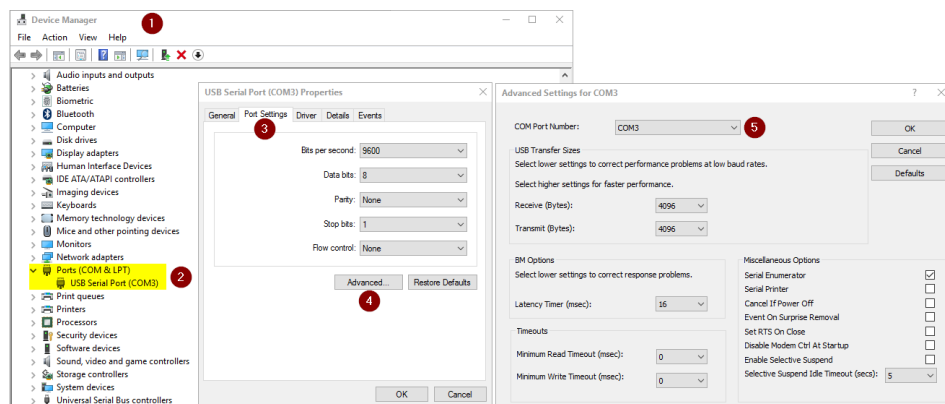 Device Manager
1
File Action View Help
Audio inputs and outputs
Batteries
Biometric
Bluetooth
Computer
Disk drives
Display adapters
Human Interface Devices
IDE ATA/ATAPI controllers
Imaging devices
Keyboards
Memory technology devices
Mice and other pointing devices
Monitors
Network adapters
Ports (COM & LPT)
USB Serial Port (COM3)
2
Print queues
Printers
Processors
Security devices
Software devices
Sound, video and game controllers
Storage controllers
System devices
Universal Serial Bus controllers
USB Serial Port (COM3) Properties
General Port Settings Driver Details Events
3
Bits per second: 9600
Data bits: 8
Parity: None
Stop bits: 1
Flow control: None
Advanced... Restore Defaults
4
OK Cancel
Advanced Settings for COM3 ?
COM Port Number: COM3 5
OK
Cancel
Defaults
USB Transfer Sizes
Select lower settings to correct performance problems at low baud rates.
Select higher settings for faster performance.
Receive (Bytes): 4096
Transmit (Bytes): 4096
BM Options
Select lower settings to correct response problems.
Latency Timer (msec): 16
Timeouts
Minimum Read Timeout (msec): 0
Minimum Write Timeout (msec): 0
Miscellaneous Options
Serial Enumerator
Serial Printer
Cancel If Power Off
Event On Surprise Removal
Set RTS On Close
Disable Modem Ctrl At Startup
Enable Selective Suspend
Selective Suspend Idle Timeout (secs): 5